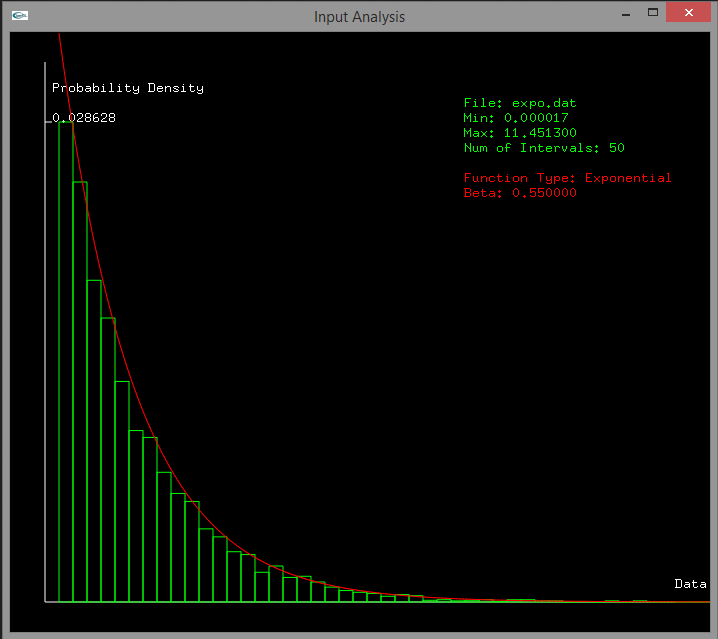 Input Analysis
Probability Density
0.028628
File: expo.dat
Min: 0.000017
Max: 11.451300
Num of Intervals: 50
Function Type: Exponential
Beta: 0.550000
Data